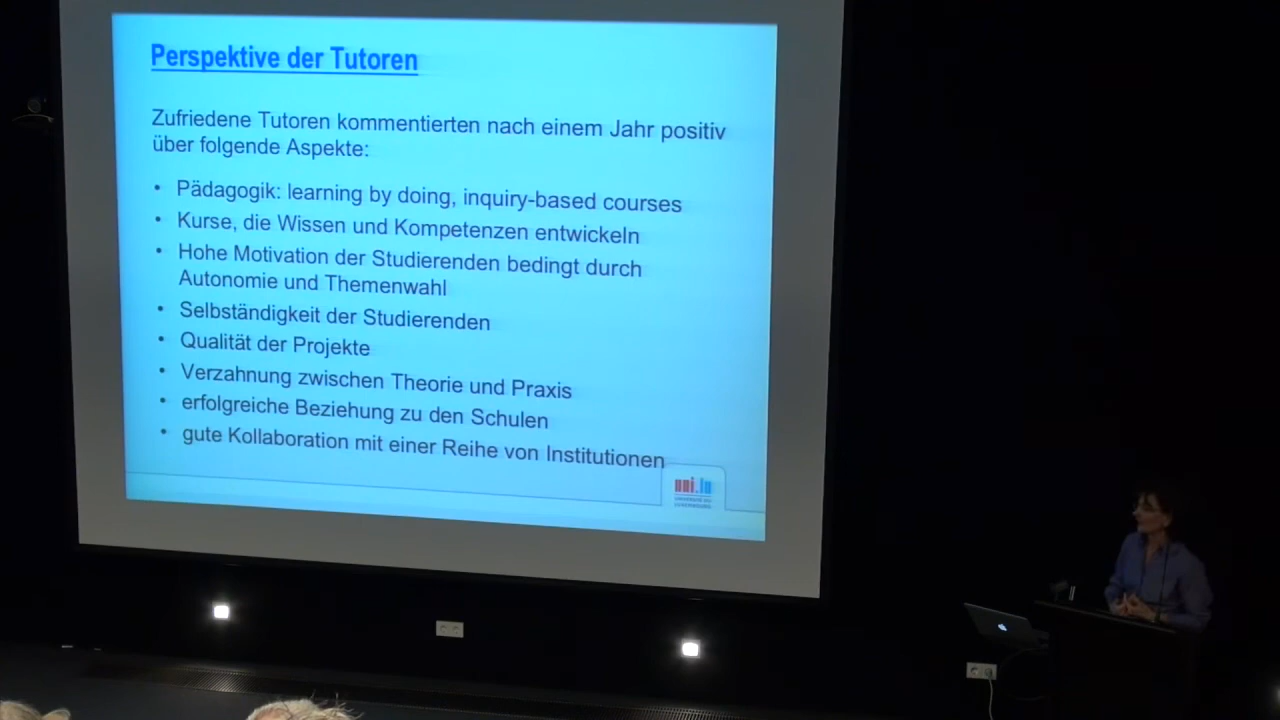 Perspektive der Tutoren
Zufriedene Tutoren kommentierten nach einem Jahr positiv
über folgende Aspekte:
• Pädagogik: learning by doing, inquiry-based courses
• Kurse, die Wissen und Kompetenzen entwickeln
• Hohe Motivation der Studierenden bedingt durch
Autonomie und Themenwahl
• Selbständigkeit der Studierenden
• Qualität der Projekte
• Verzahnung zwischen Theorie und Praxis
• erfolgreiche Beziehung zu den Schulen
• gute Kollaboration mit einer Reihe von Institutionen
uni.lu
UNIVERSITÉ DU
LUXEMBOURG